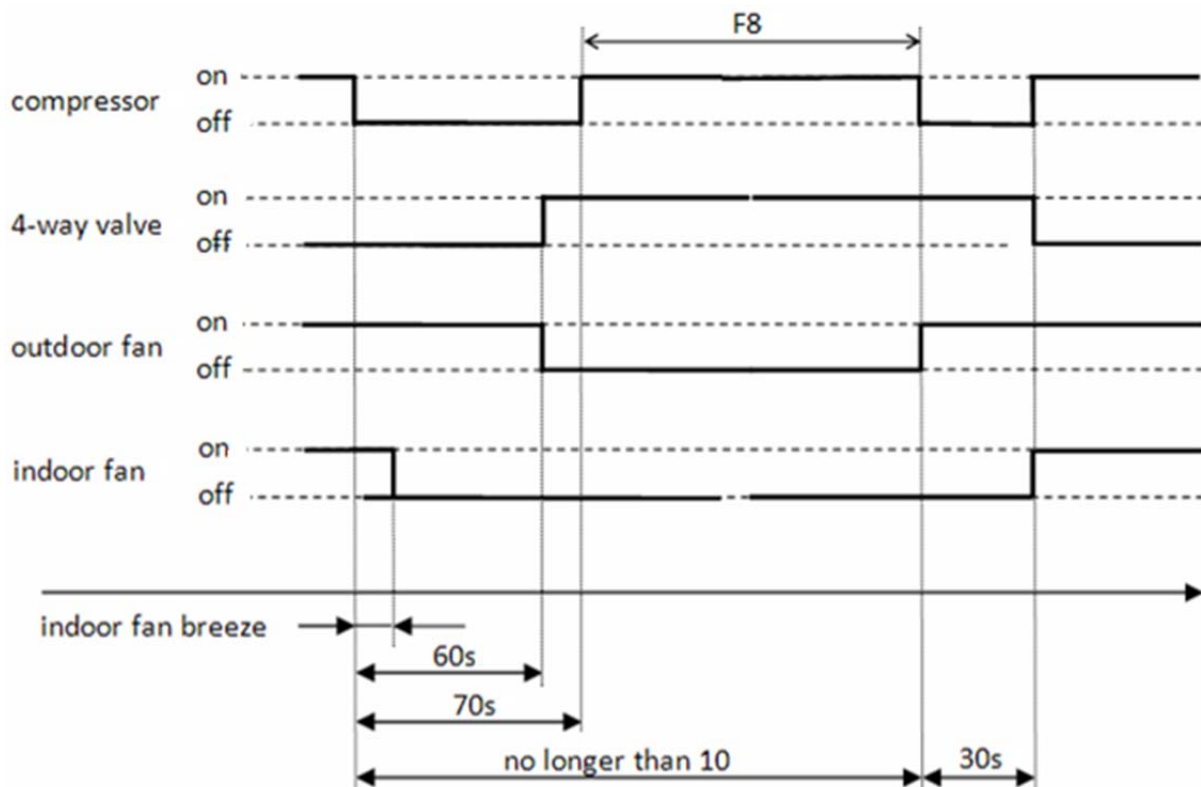 F8
on
compressor
off
on
4-way valve
off
on
outdoor fan
off
on
indoor fan
off
indoor fan breeze
60s
70s
no longer than 10
30s